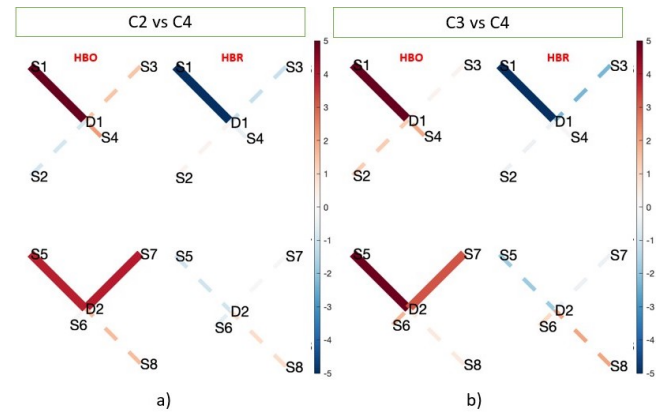 C2 vs C4
C3 vs C4
S1 HBO S3 S1 HBR S3
D1 D1
S4 S4
S2 S2
S5 S7 S5 S7
D2 D2
S6 S6
S8 S8
5
4
3
2
1
0
-1
-2
-3
-4
-5
S1 HBO S3 S1 HBR S3
D1 D1
S4 S4
S2 S2
S5 S7 S5 S7
D2 D2
S6 S6
S8 S8
5
4
3
2
1
0
-1
-2
-3
-4
-5
a)
b)